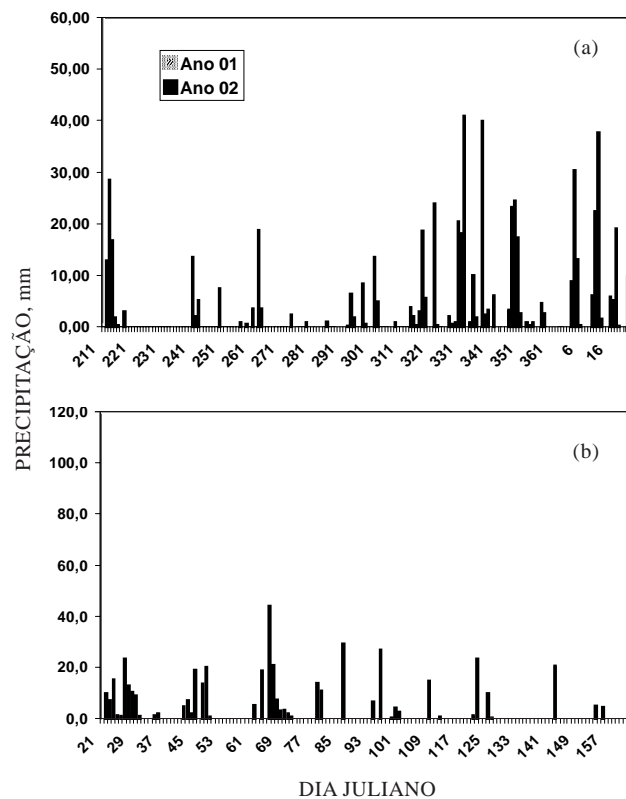 60,00
(a)
Ano 01
Ano 02
50,00
40,00
30,00
20,00
10,00
0,00
211 221 231 241 251 261 271 281 291 301 311 321 331 341 351 361 6 16
PRECIPITAÇÃO, mm
120,0
(b)
100,0
80,0
60,0
40,0
20,0
0,0
21 29 37 45 53 61 69 77 85 93 101 109 117 125 133 141 149 157
DIA JULIANO